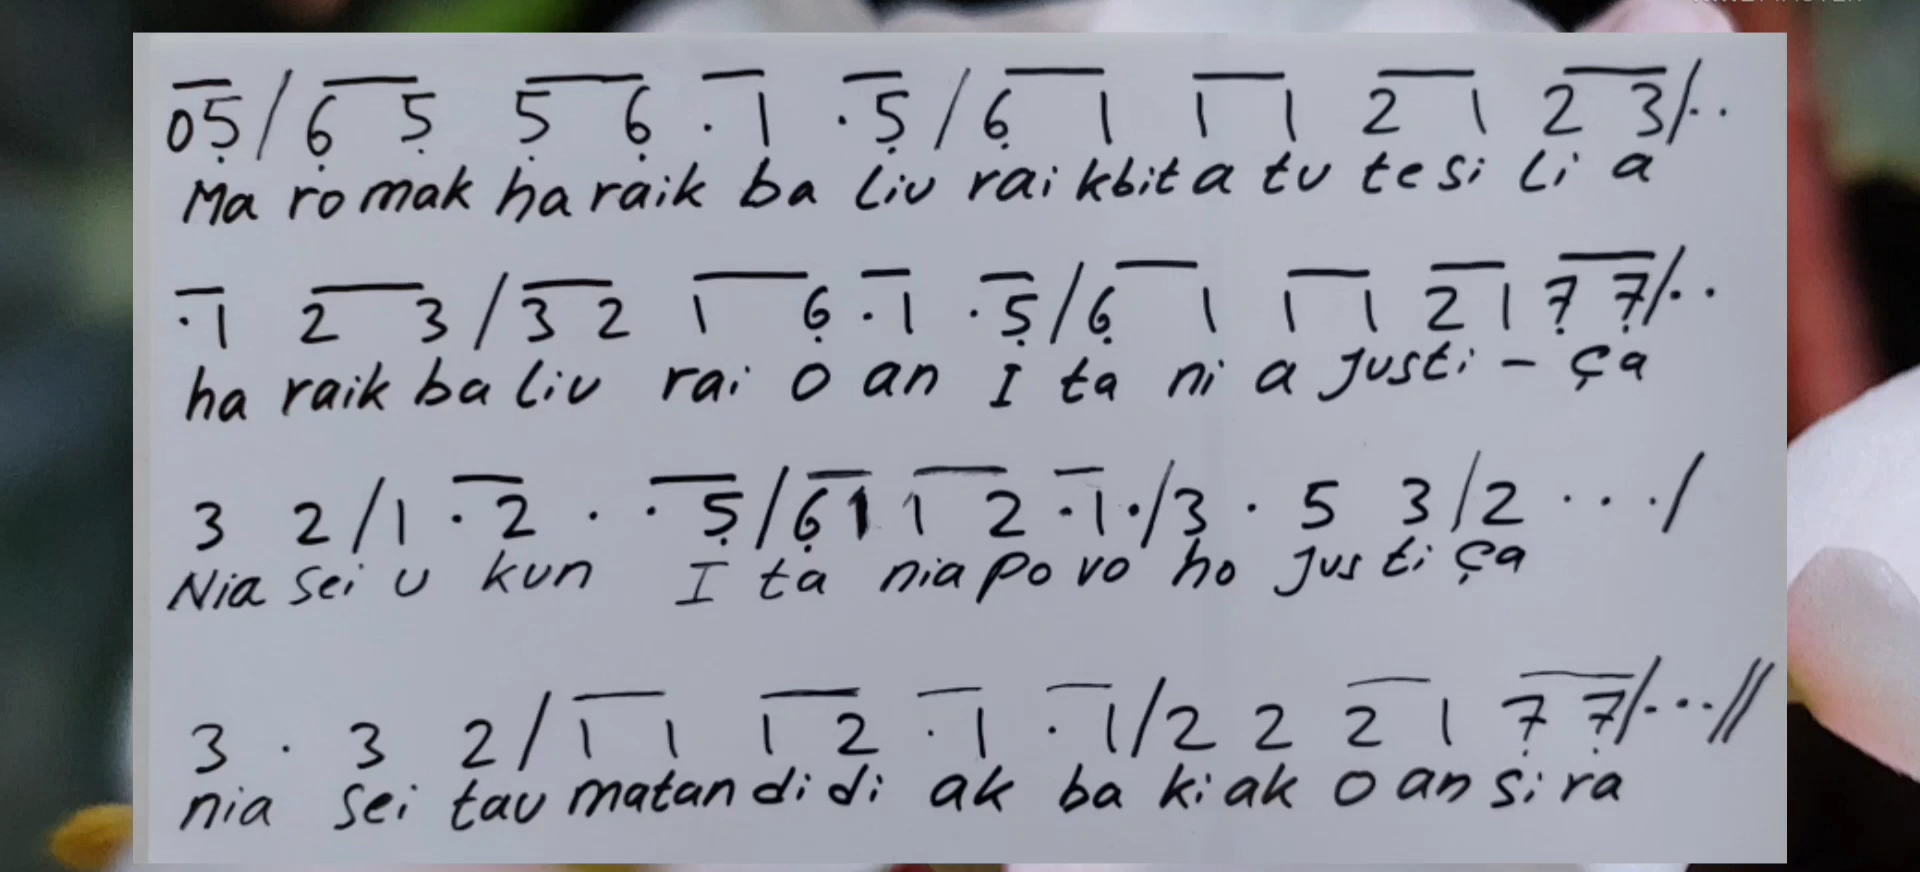 05/6 5 5 6 . 1 . 5/6 1 1 1 2 1 2 3/. .
Ma ro mak ha raik ba liu rai kbit a tu te si li a
. 1 2 3/3 2 1 6 . 1 . 5/6 1 1 1 2 1 7 7/. .
ha raik ba liu rai o an I ta ni a justi - ça
3 2/1 . 2 . . 5/6 1 1 2 . 1 ./3 . 5 3/2 . . ./
Nia sei u kun I ta nia po vo ho jus ti ça
3 . 3 2/1 1 1 2 . 1 . 1/2 2 2 1 7 7/. . .//
nia sei tau matan di di ak ba ki ak o an si ra